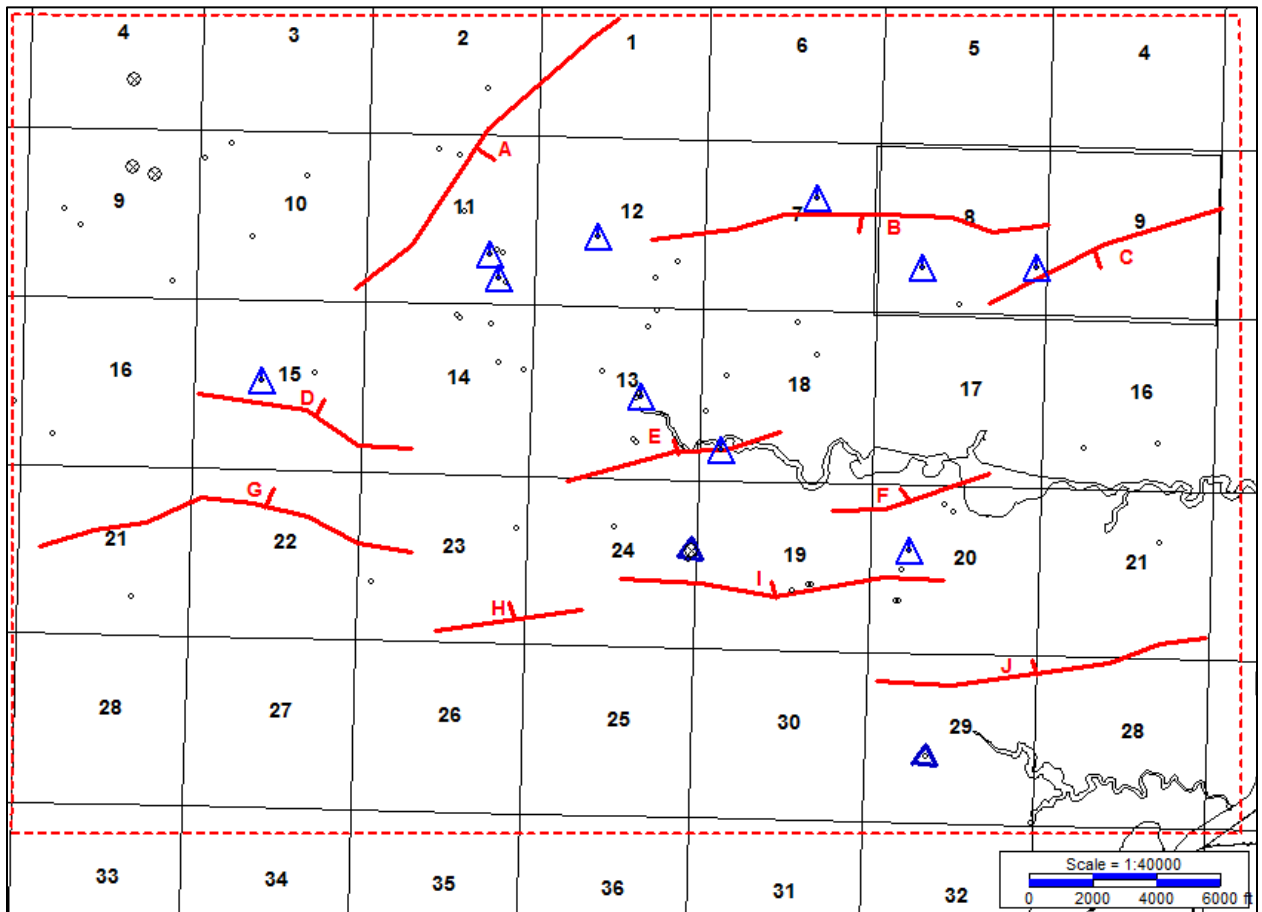 4 3 2 1 6 5 4
A
9 10 11 12 7 8 9
B
C
16 15 14 13 18 17 16
D
E
G
F
21 22 23 24 19 20 21
I
H
J
28 27 26 25 30 29 28
33 34 35 36 31 32
Scale = 1:40000
0 2000 4000 6000 ft